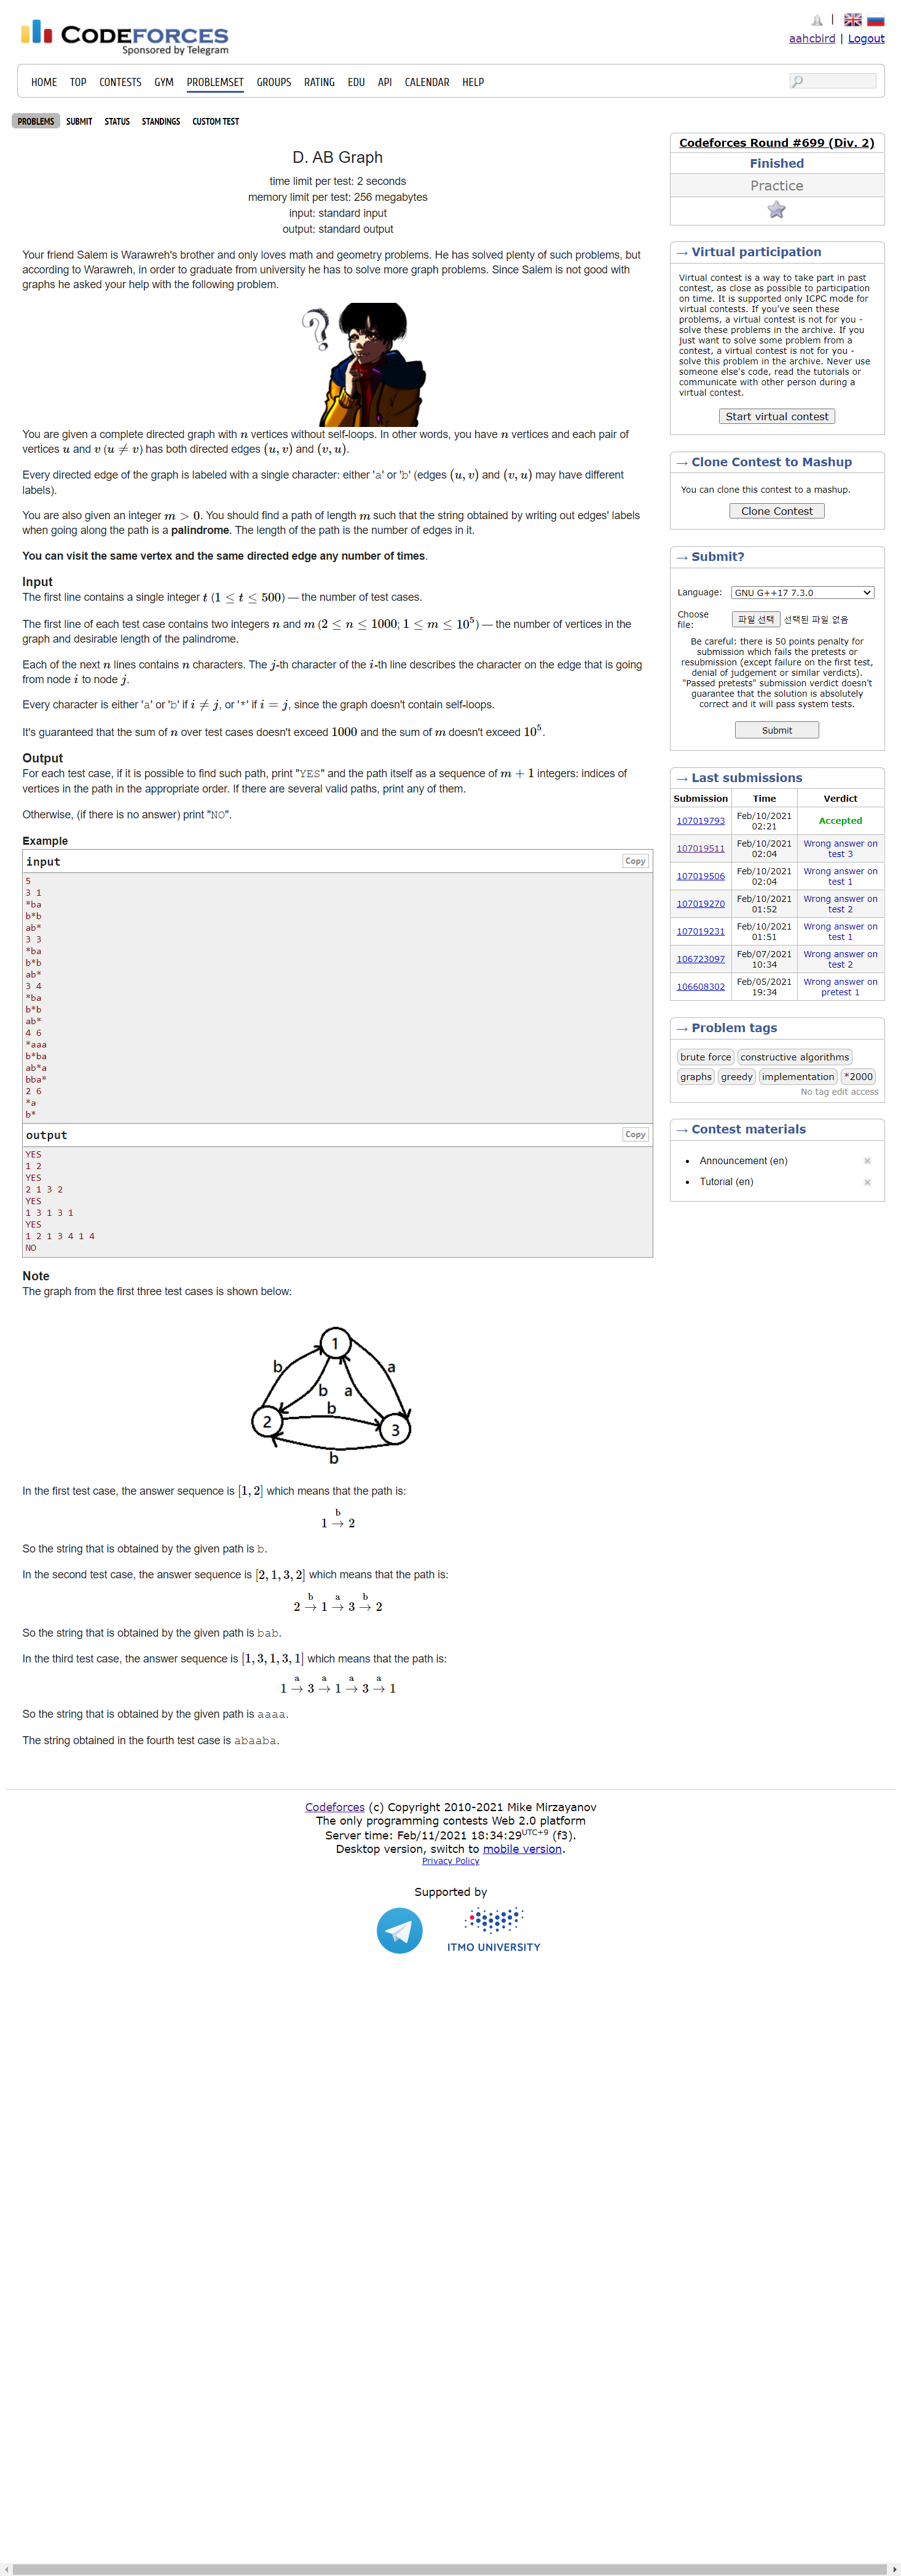 CODEFORCES
Sponsored by Telegram
|
aahcbird | Logout
HOME TOP CONTESTS GYM PROBLEMSET GROUPS RATING EDU API CALENDAR HELP
PROBLEMS SUBMIT STATUS STANDINGS CUSTOM TEST
D. AB Graph
time limit per test: 2 seconds
memory limit per test: 256 megabytes
input: standard input
output: standard output
Your friend Salem is Warawreh's brother and only loves math and geometry problems. He has solved plenty of such problems, but
according to Warawreh, in order to graduate from university he has to solve more graph problems. Since Salem is not good with
graphs he asked your help with the following problem.
?
You are given a complete directed graph with n vertices without self-loops. In other words, you have n vertices and each pair of
vertices u and v (u ≠ v) has both directed edges (u, v) and (v, u).
Every directed edge of the graph is labeled with a single character: either 'a' or 'b' (edges (u, v) and (v, u) may have different
labels).
You are also given an integer m > 0. You should find a path of length m such that the string obtained by writing out edges' labels
when going along the path is a palindrome. The length of the path is the number of edges in it.
You can visit the same vertex and the same directed edge any number of times.
Input
The first line contains a single integer t (1 ≤ t ≤ 500) — the number of test cases.
The first line of each test case contains two integers n and m (2 ≤ n ≤ 1000; 1 ≤ m ≤ 10^5) — the number of vertices in the
graph and desirable length of the palindrome.
Each of the next n lines contains n characters. The j-th character of the i-th line describes the character on the edge that is going
from node i to node j.
Every character is either 'a' or 'b' if i ≠ j, or '*' if i = j, since the graph doesn't contain self-loops.
It's guaranteed that the sum of n over test cases doesn't exceed 1000 and the sum of m doesn't exceed 10^5.
Output
For each test case, if it is possible to find such path, print "YES" and the path itself as a sequence of m + 1 integers: indices of
vertices in the path in the appropriate order. If there are several valid paths, print any of them.
Otherwise, (if there is no answer) print "NO".
Example
input
Copy
5
3 1
*ba
b*b
ab*
3 3
*ba
b*b
ab*
3 4
*ba
b*b
ab*
4 6
*aaa
b*ba
ab*a
bba*
2 6
*a
b*
output
Copy
YES
1 2
YES
2 1 3 2
YES
1 3 1 3 1
YES
1 2 1 3 4 1 4
NO
Note
The graph from the first three test cases is shown below:
1
b a
b a
b
2
3
b
In the first test case, the answer sequence is [1, 2] which means that the path is:
b
1 → 2
So the string that is obtained by the given path is b.
In the second test case, the answer sequence is [2, 1, 3, 2] which means that the path is:
b a b
2 → 1 → 3 → 2
So the string that is obtained by the given path is bab.
In the third test case, the answer sequence is [1, 3, 1, 3, 1] which means that the path is:
a a a a
1 → 3 → 1 → 3 → 1
So the string that is obtained by the given path is aaaa.
The string obtained in the fourth test case is abaaba.
Codeforces Round #699 (Div. 2)
Finished
Practice
→ Virtual participation
Virtual contest is a way to take part in past
contest, as close as possible to participation
on time. It is supported only ICPC mode for
virtual contests. If you've seen these
problems, a virtual contest is not for you -
solve these problems in the archive. If you
just want to solve some problem from a
contest, a virtual contest is not for you -
solve this problem in the archive. Never use
someone else's code, read the tutorials or
communicate with other person during a
virtual contest.
Start virtual contest
→ Clone Contest to Mashup
You can clone this contest to a mashup.
Clone Contest
→ Submit?
Language: GNU G++17 7.3.0
Choose
file: 파일 선택 선택된 파일 없음
Be careful: there is 50 points penalty for
submission which fails the pretests or
resubmission (except failure on the first test,
denial of judgement or similar verdicts).
"Passed pretests" submission verdict doesn't
guarantee that the solution is absolutely
correct and it will pass system tests.
Submit
→ Last submissions
Submission Time Verdict
107019793 Feb/10/2021 02:21 Accepted
107019511 Feb/10/2021 02:04 Wrong answer on test 3
107019506 Feb/10/2021 02:04 Wrong answer on test 1
107019270 Feb/10/2021 01:52 Wrong answer on test 2
107019231 Feb/10/2021 01:51 Wrong answer on test 1
106723097 Feb/07/2021 10:34 Wrong answer on test 2
106608302 Feb/05/2021 19:34 Wrong answer on pretest 1
→ Problem tags
brute force constructive algorithms
graphs greedy implementation *2000
No tag edit access
→ Contest materials
Announcement (en)
Tutorial (en)
Codeforces (c) Copyright 2010-2021 Mike Mirzayanov
The only programming contests Web 2.0 platform
Server time: Feb/11/2021 18:34:29 UTC+9 (f3).
Desktop version, switch to mobile version.
Privacy Policy
Supported by
ITMO UNIVERSITY